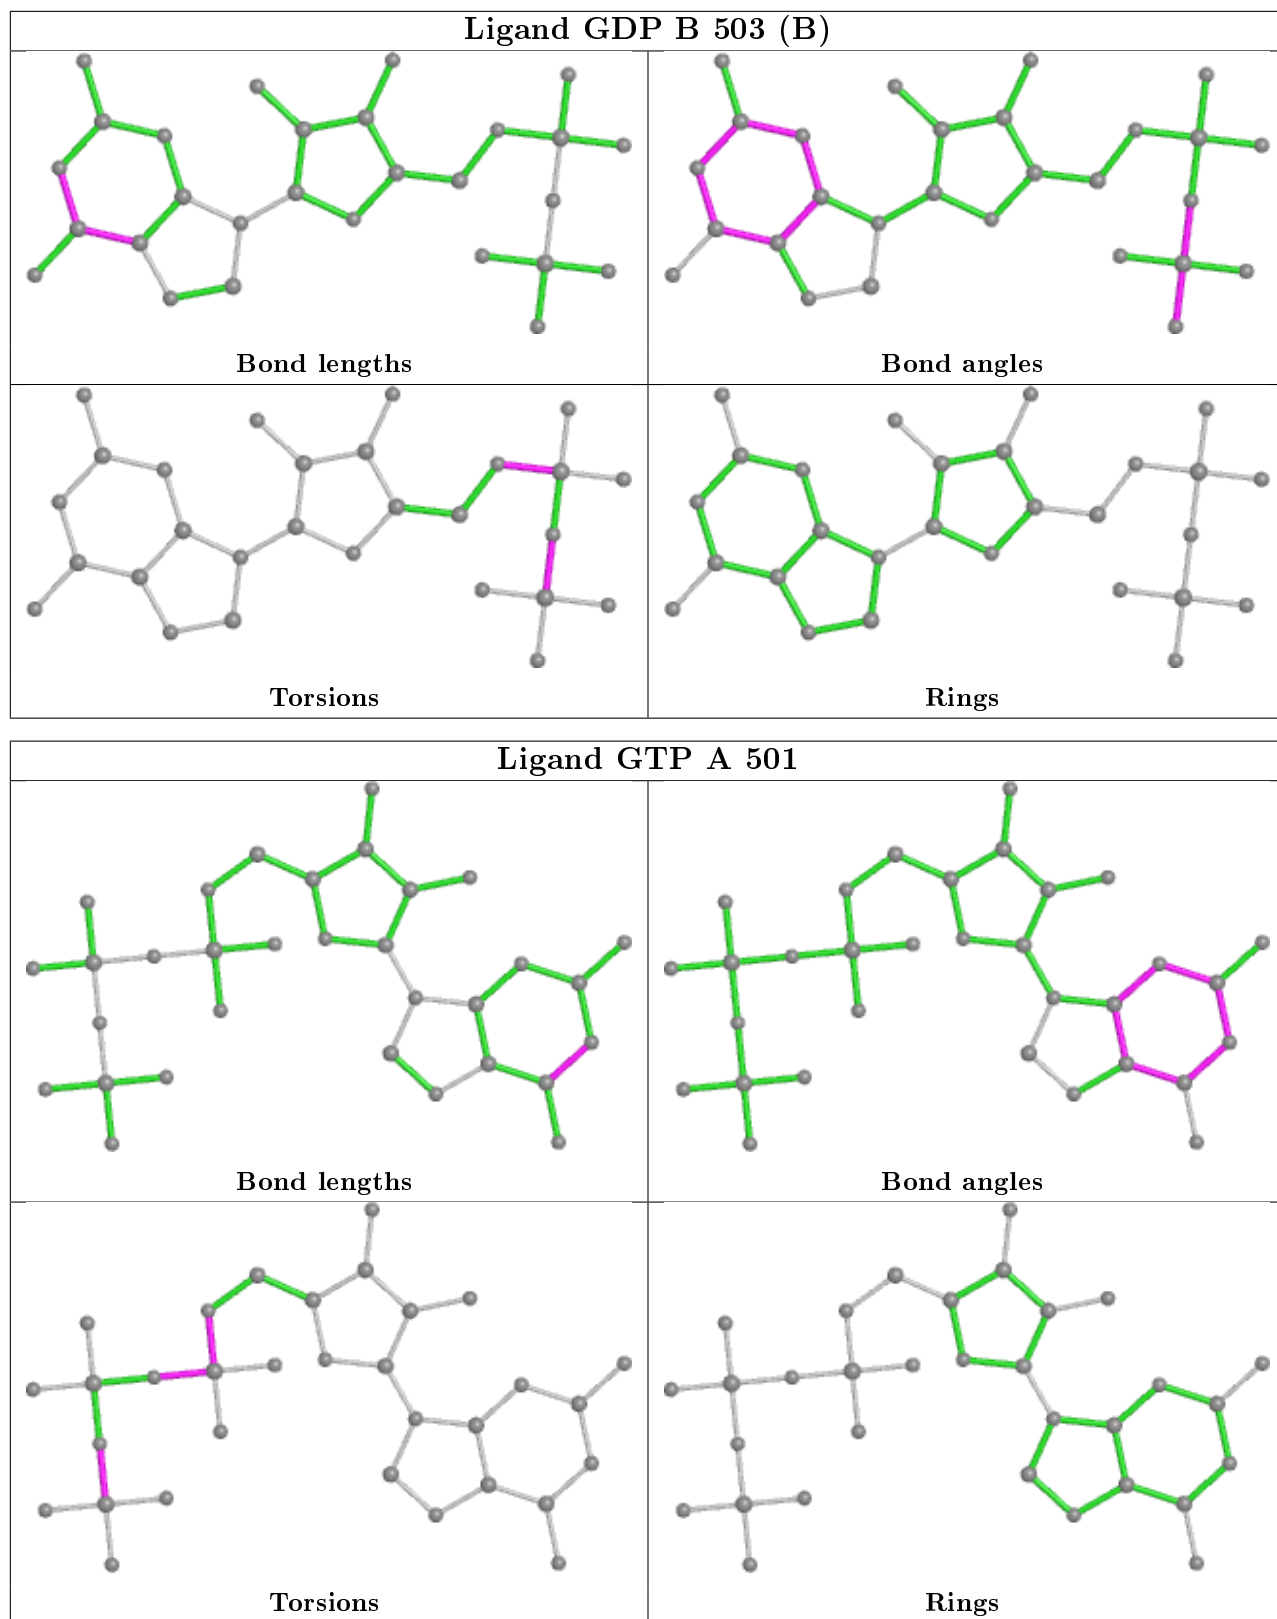 Ligand GDP B 503 (B)
Bond lengths
Bond angles
Torsions
Rings
Ligand GTP A 501
Bond lengths
Bond angles
Torsions
Rings